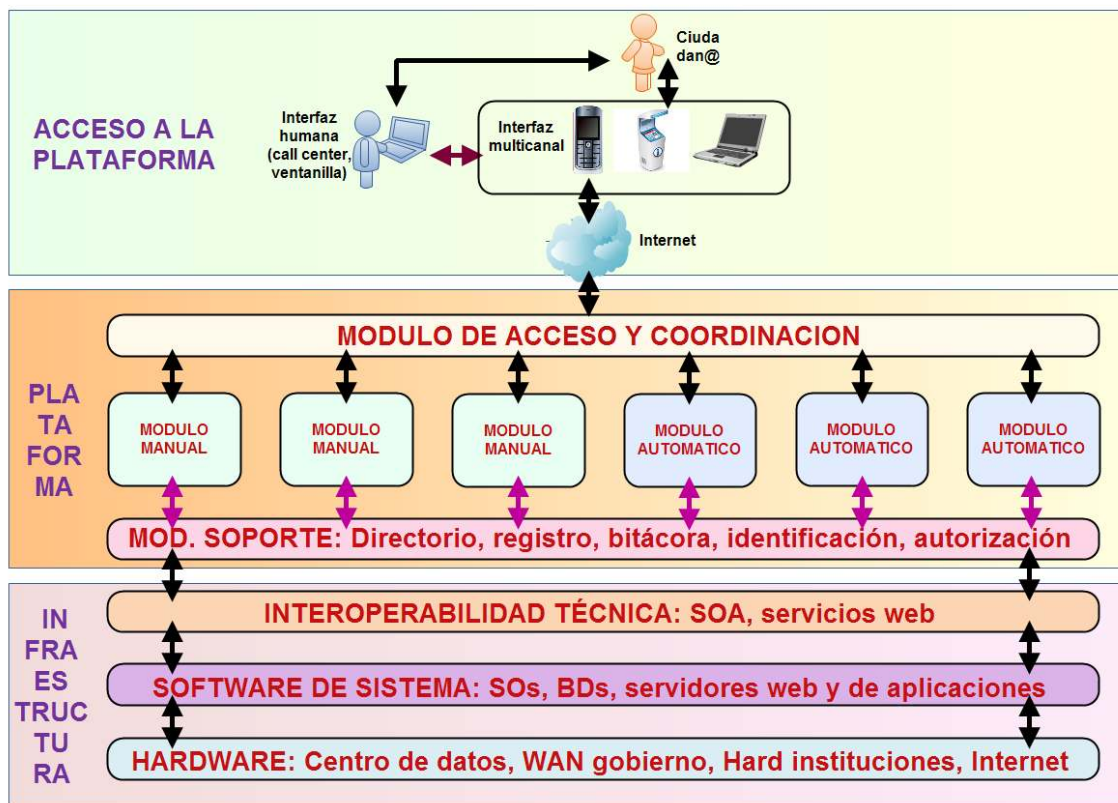 Ciuda
dan@
ACCESO A LA
PLATAFORMA
Interfaz
humana
(call center,
ventanilla)
Interfaz
multicanal
Internet
PLA
TA
FOR
MA
MODULO DE ACCESO Y COORDINACION
MODULO
MANUAL
MODULO
MANUAL
MODULO
MANUAL
MODULO
AUTOMATICO
MODULO
AUTOMATICO
MODULO
AUTOMATICO
MOD. SOPORTE: Directorio, registro, bitácora, identificación, autorización
IN
FRA
ES
TRUC
TU
RA
INTEROPERABILIDAD TÉCNICA: SOA, servicios web
SOFTWARE DE SISTEMA: SOs, BDs, servidores web y de aplicaciones
HARDWARE: Centro de datos, WAN gobierno, Hard instituciones, Internet